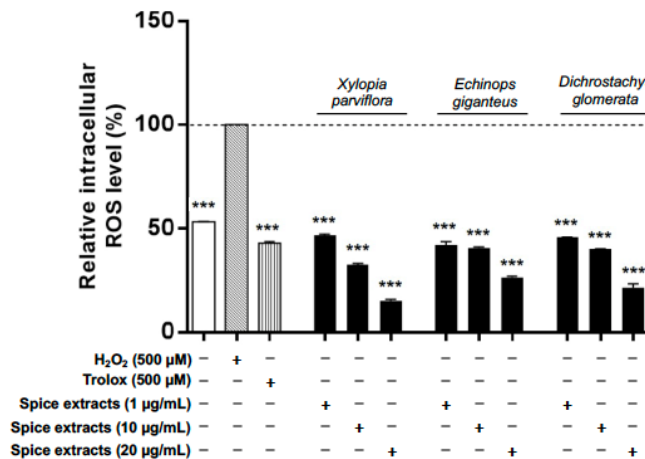 Relative intracellular
ROS level (%)
150
100
50
0
Xylopia
parviflora
Echinops
giganteus
Dichrostachy
glomerata
*** *** *** *** *** *** *** *** *** *** ***
H₂O₂ (500 µM) – + – – – – – – – – – –
Trolox (500 µM) – – + – – – – – – – – –
Spice extracts (1 µg/mL) – – – + – – + – – + – –
Spice extracts (10 µg/mL) – – – – + – – + – – + –
Spice extracts (20 µg/mL) – – – – – + – – + – – +